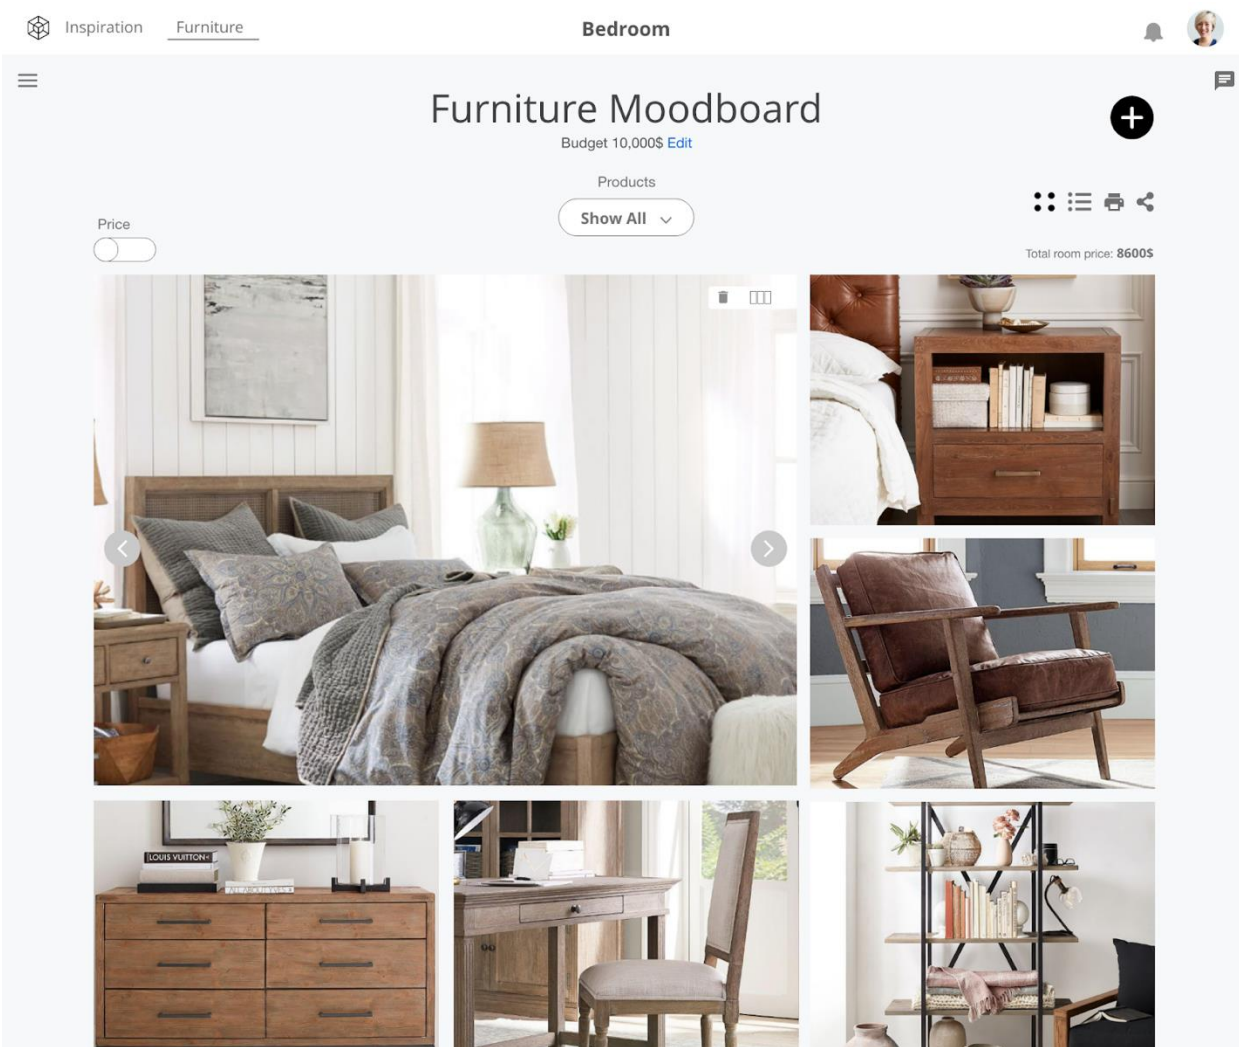 Inspiration
Furniture
Bedroom
Furniture Moodboard
Budget 10,000$ Edit
Products
Show All
Price
Total room price: 8600$
LOUIS VUITTON